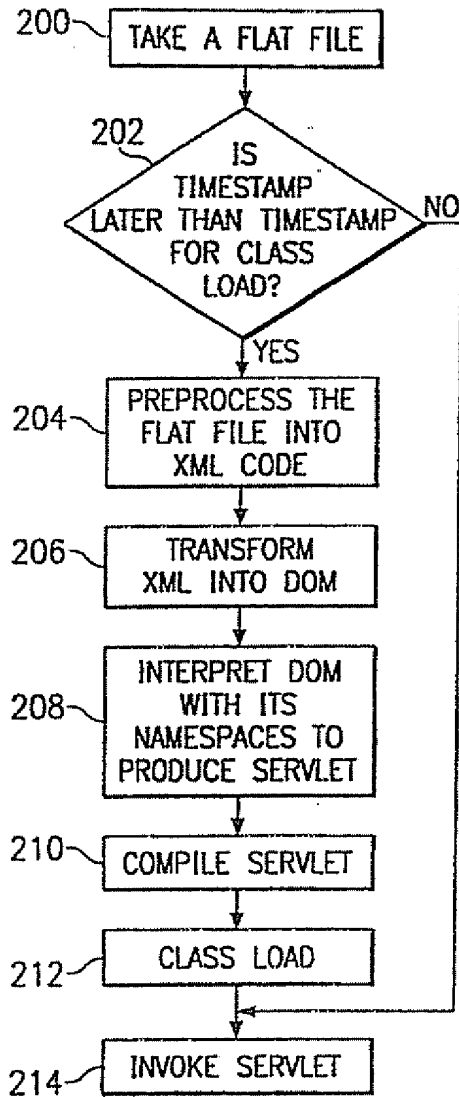 200
TAKE A FLAT FILE
202
IS
TIMESTAMP
LATER THAN TIMESTAMP
FOR CLASS
LOAD?
NO
YES
204
PREPROCESS THE
FLAT FILE INTO
XML CODE
206
TRANSFORM
XML INTO DOM
208
INTERPRET DOM
WITH ITS
NAMESPACES TO
PRODUCE SERVLET
210
COMPILE SERVLET
212
CLASS LOAD
214
INVOKE SERVLET